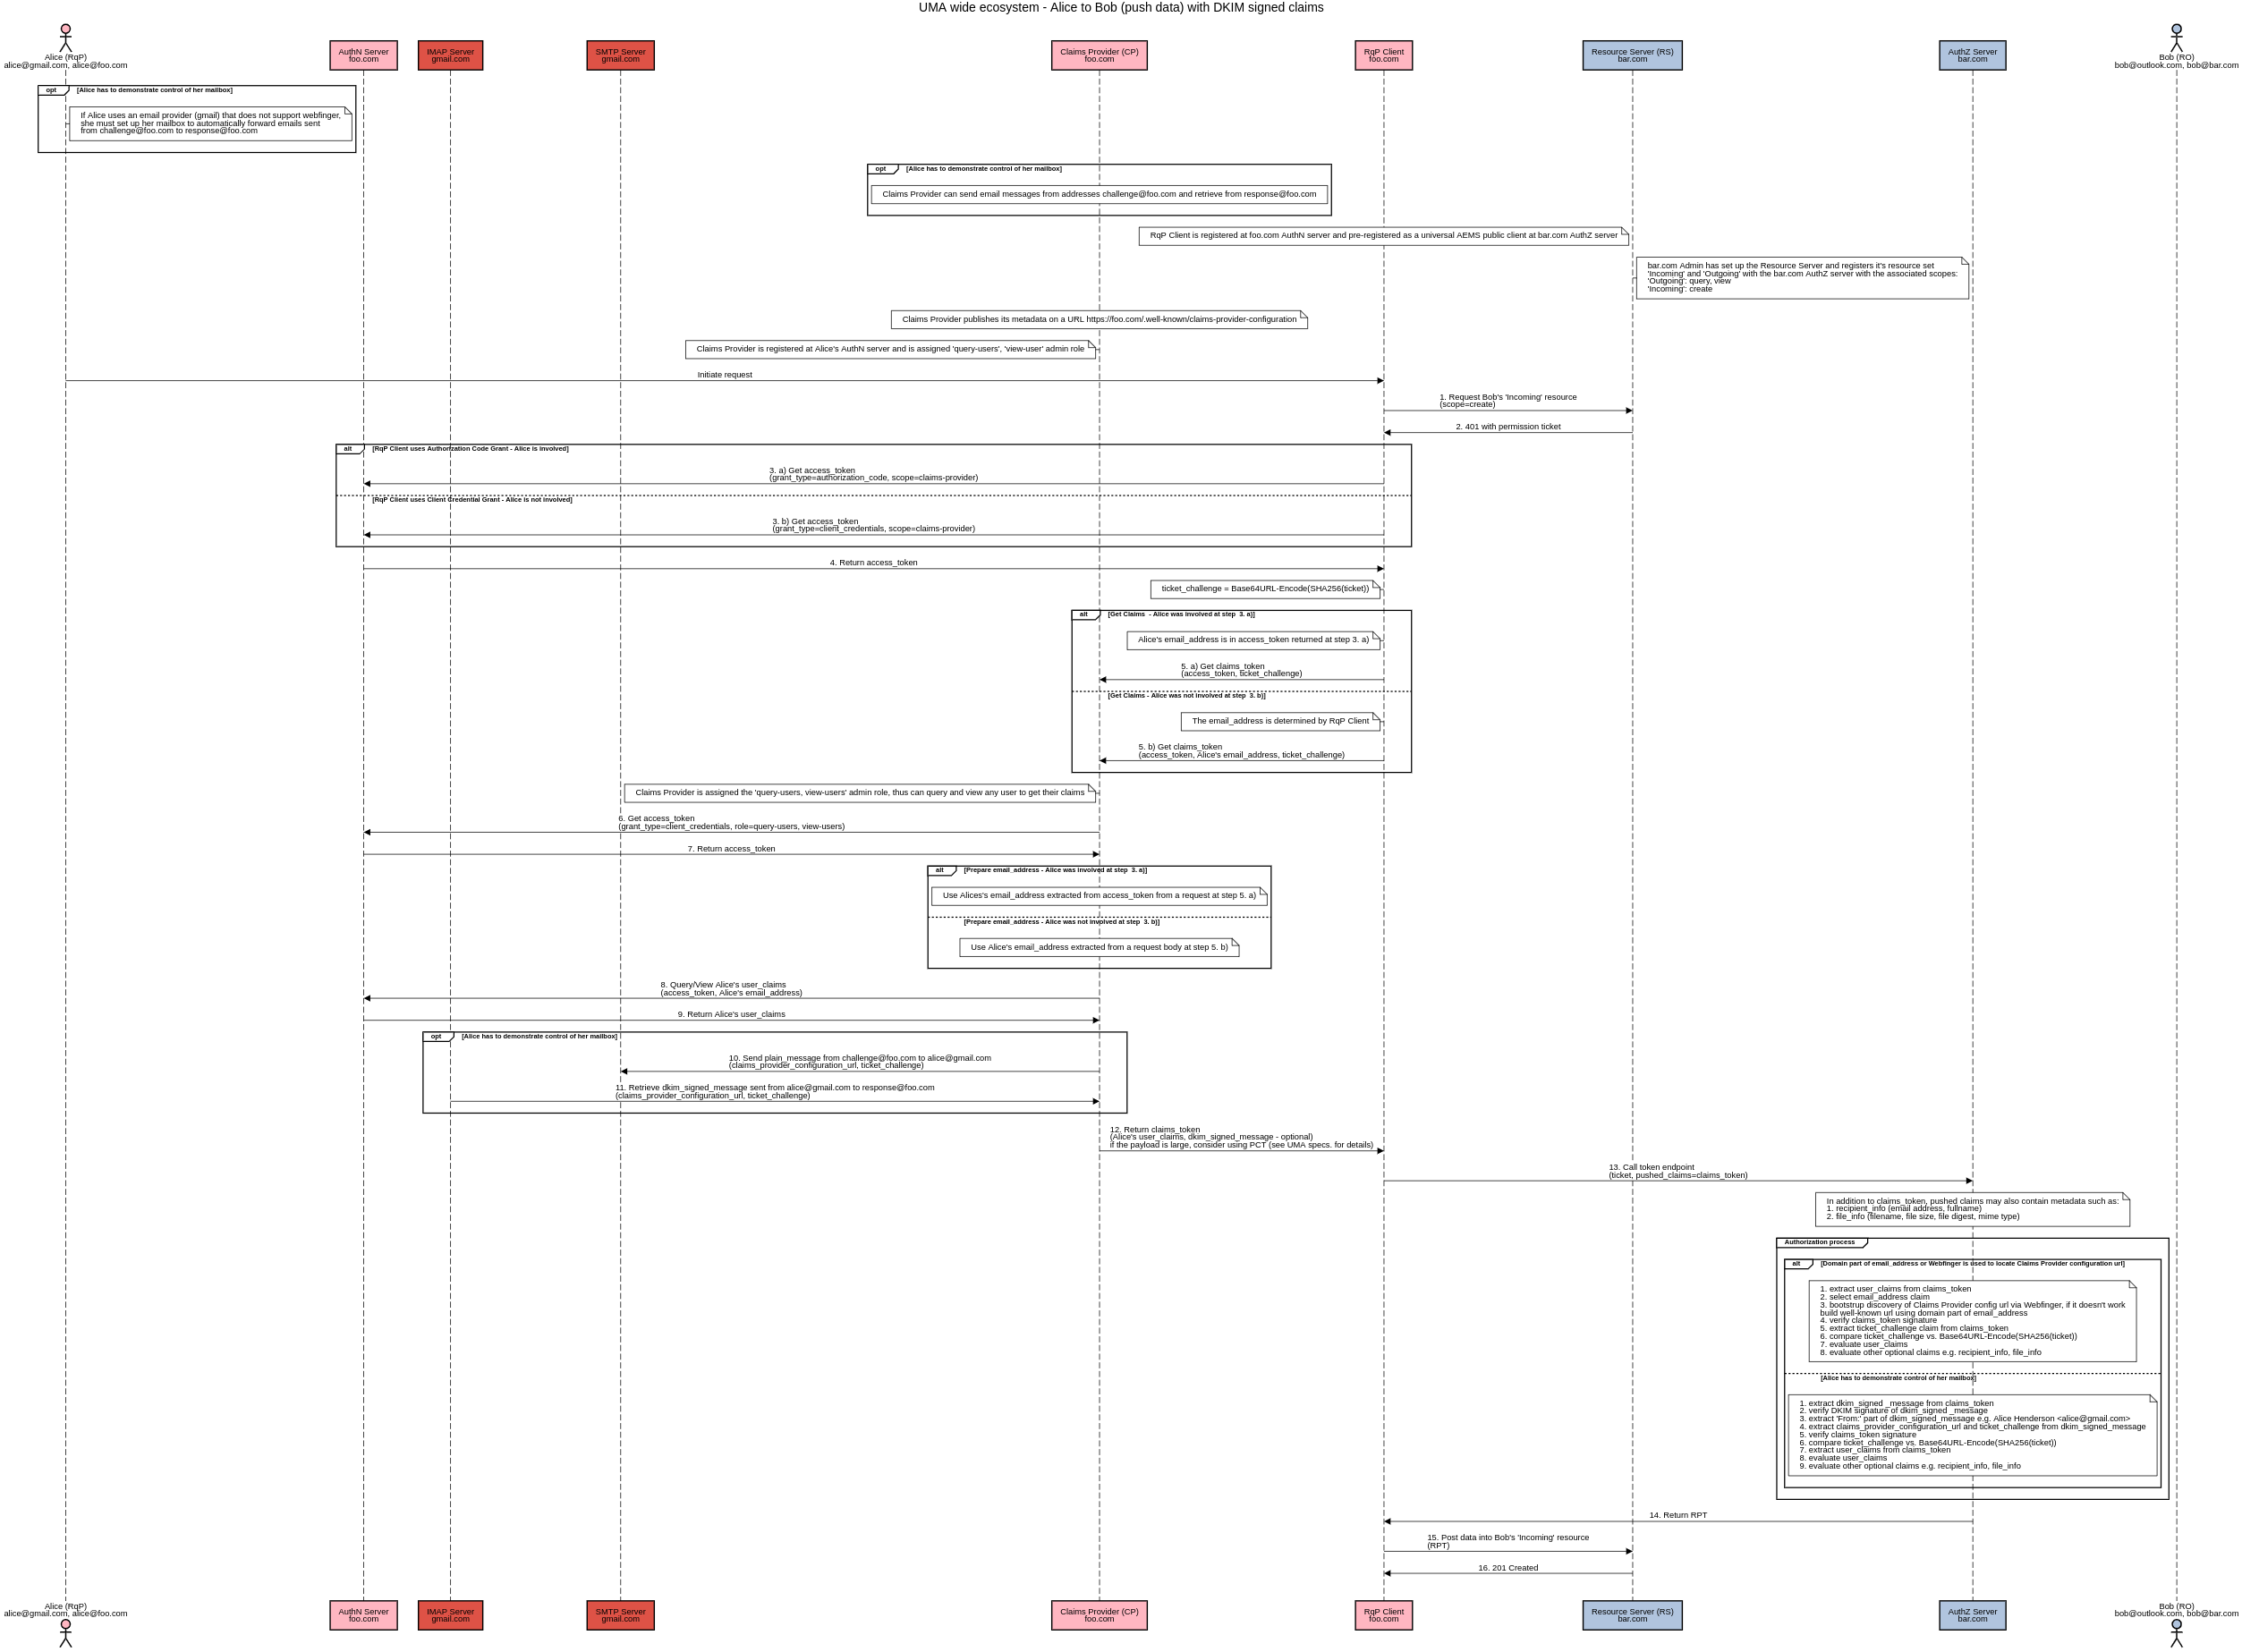 UMA wide ecosystem - Alice to Bob (push data) with DKIM signed claims
Alice (RqP)
alice@gmail.com, alice@foo.com
AuthN Server
foo.com
IMAP Server
gmail.com
SMTP Server
gmail.com
Claims Provider (CP)
foo.com
RqP Client
foo.com
Resource Server (RS)
bar.com
AuthZ Server
bar.com
Bob (RO)
bob@outlook.com, bob@bar.com
opt [Alice has to demonstrate control of her mailbox]
If Alice uses an email provider (gmail) that does not support webfinger,
she must set up her mailbox to automatically forward emails sent
from challenge@foo.com to response@foo.com
opt [Alice has to demonstrate control of her mailbox]
Claims Provider can send email messages from addresses challenge@foo.com and retrieve from response@foo.com
RqP Client is registered at foo.com AuthN server and pre-registered as a universal AEMS public client at bar.com AuthZ server
bar.com Admin has set up the Resource Server and registers it's resource set
'Incoming' and 'Outgoing' with the bar.com AuthZ server with the associated scopes:
'Outgoing': query, view
'Incoming': create
Claims Provider publishes its metadata on a URL https://foo.com/.well-known/claims-provider-configuration
Claims Provider is registered at Alice's AuthN server and is assigned 'query-users', 'view-user' admin role
Initiate request
1. Request Bob's 'Incoming' resource
(scope=create)
2. 401 with permission ticket
alt [RqP Client uses Authorization Code Grant - Alice is involved]
3. a) Get access_token
(grant_type=authorization_code, scope=claims-provider)
[RqP Client uses Client Credential Grant - Alice is not involved]
3. b) Get access_token
(grant_type=client_credentials, scope=claims-provider)
4. Return access_token
ticket_challenge = Base64URL-Encode(SHA256(ticket))
alt [Get Claims - Alice was involved at step 3. a)]
Alice's email_address is in access_token returned at step 3. a)
5. a) Get claims_token
(access_token, ticket_challenge)
[Get Claims - Alice was not involved at step 3. b)]
The email_address is determined by RqP Client
5. b) Get claims_token
(access_token, Alice's email_address, ticket_challenge)
Claims Provider is assigned the 'query-users, view-users' admin role, thus can query and view any user to get their claims
6. Get access_token
(grant_type=client_credentials, role=query-users, view-users)
7. Return access_token
alt [Prepare email_address - Alice was involved at step 3. a)]
Use Alices's email_address extracted from access_token from a request at step 5. a)
[Prepare email_address - Alice was not involved at step 3. b)]
Use Alice's email_address extracted from a request body at step 5. b)
8. Query/View Alice's user_claims
(access_token, Alice's email_address)
9. Return Alice's user_claims
opt [Alice has to demonstrate control of her mailbox]
10. Send plain_message from challenge@foo.com to alice@gmail.com
(claims_provider_configuration_url, ticket_challenge)
11. Retrieve dkim_signed_message sent from alice@gmail.com to response@foo.com
(claims_provider_configuration_url, ticket_challenge)
12. Return claims_token
(Alice's user_claims, dkim_signed_message - optional)
if the payload is large, consider using PCT (see UMA specs. for details)
13. Call token endpoint
(ticket, pushed_claims=claims_token)
In addition to claims_token, pushed claims may also contain metadata such as:
1. recipient_info (email address, fullname)
2. file_info (filename, file size, file digest, mime type)
Authorization process
alt [Domain part of email_address or Webfinger is used to locate Claims Provider configuration url]
1. extract user_claims from claims_token
2. select email_address claim
3. bootstrup discovery of Claims Provider config url via Webfinger, if it doesn't work
build well-known url using domain part of email_address
4. verify claims_token signature
5. extract ticket_challenge claim from claims_token
6. compare ticket_challenge vs. Base64URL-Encode(SHA256(ticket))
7. evaluate user_claims
8. evaluate other optional claims e.g. recipient_info, file_info
[Alice has to demonstrate control of her mailbox]
1. extract dkim_signed _message from claims_token
2. verify DKIM signature of dkim_signed _message
3. extract 'From:' part of dkim_signed_message e.g. Alice Henderson <alice@gmail.com>
4. extract claims_provider_configuration_url and ticket_challenge from dkim_signed_message
5. verify claims_token signature
6. compare ticket_challenge vs. Base64URL-Encode(SHA256(ticket))
7. extract user_claims from claims_token
8. evaluate user_claims
9. evaluate other optional claims e.g. recipient_info, file_info
14. Return RPT
15. Post data into Bob's 'Incoming' resource
(RPT)
16. 201 Created
Alice (RqP)
alice@gmail.com, alice@foo.com
AuthN Server
foo.com
IMAP Server
gmail.com
SMTP Server
gmail.com
Claims Provider (CP)
foo.com
RqP Client
foo.com
Resource Server (RS)
bar.com
AuthZ Server
bar.com
Bob (RO)
bob@outlook.com, bob@bar.com